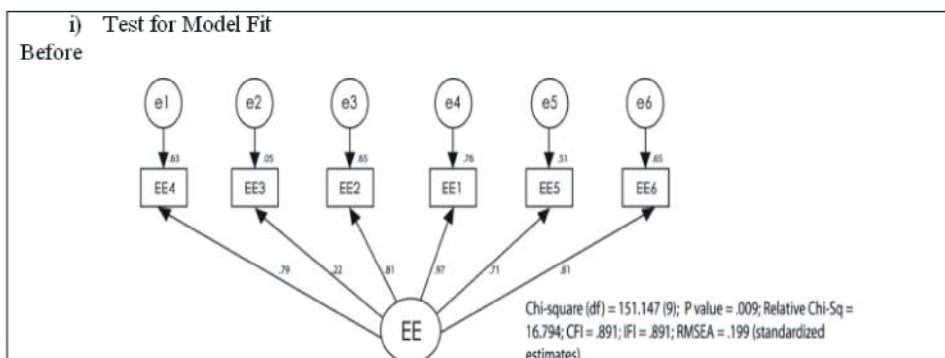 i) Test for Model Fit
Before
e1 e2 e3 e4 e5 e6
.63 .05 .65 .76 .51 .65
EE4 EE3 EE2 EE1 EE5 EE6
.79 .22 .81 .97 .71 .81
EE
Chi-square (df) = 151.147 (9); P value = .009; Relative Chi-Sq =
16.794; CFI = .891; IFI = .891; RMSEA = .199 (standardized
estimates)